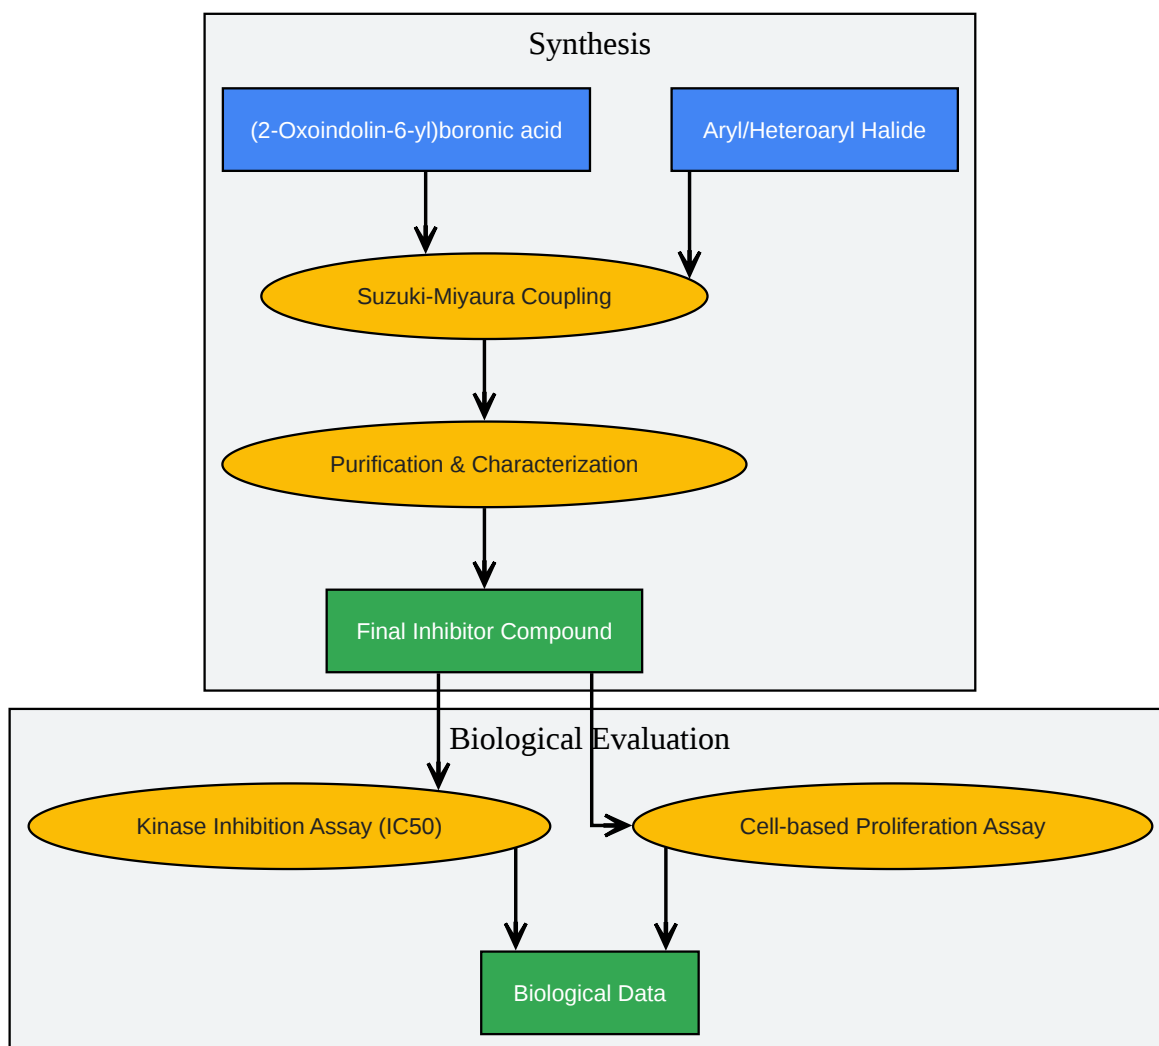 Synthesis
(2-Oxoindolin-6-yl)boronic acid
Aryl/Heteroaryl Halide
Suzuki-Miyaura Coupling
Purification & Characterization
Final Inhibitor Compound
Biological Evaluation
Kinase Inhibition Assay (IC50)
Cell-based Proliferation Assay
Biological Data